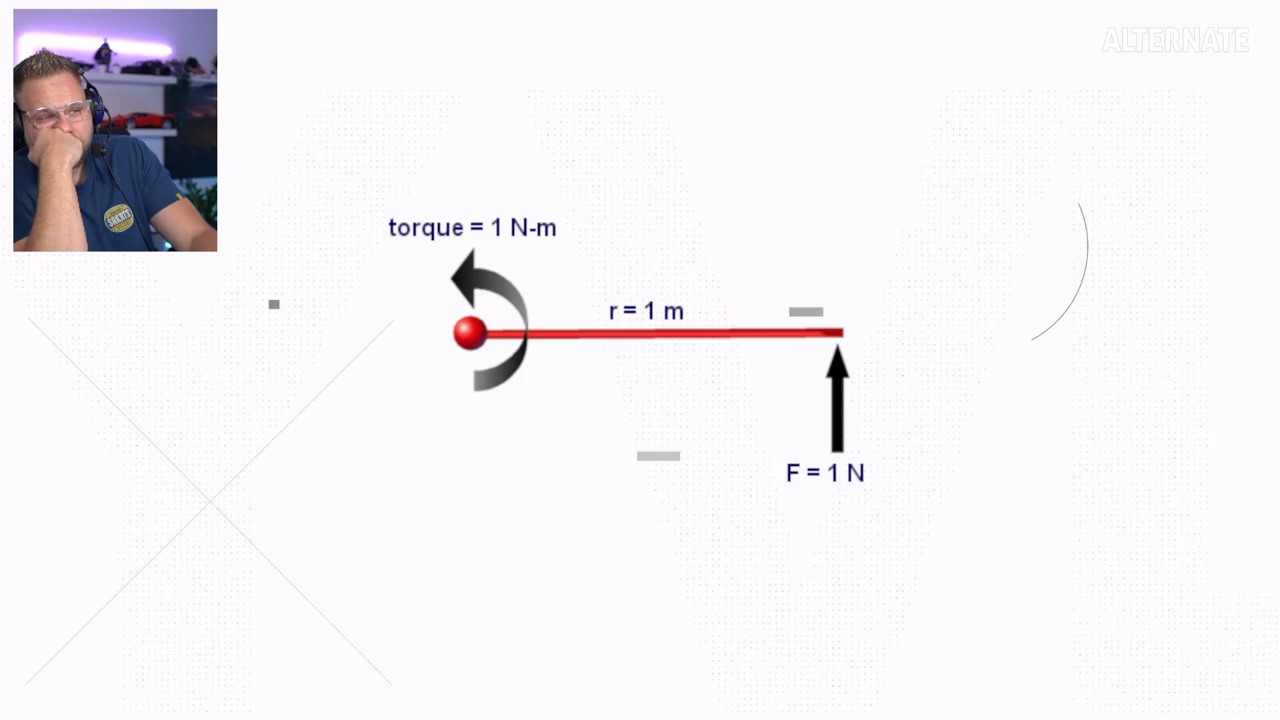 ALTERNATE
torque = 1 N-m
r = 1 m
F = 1 N